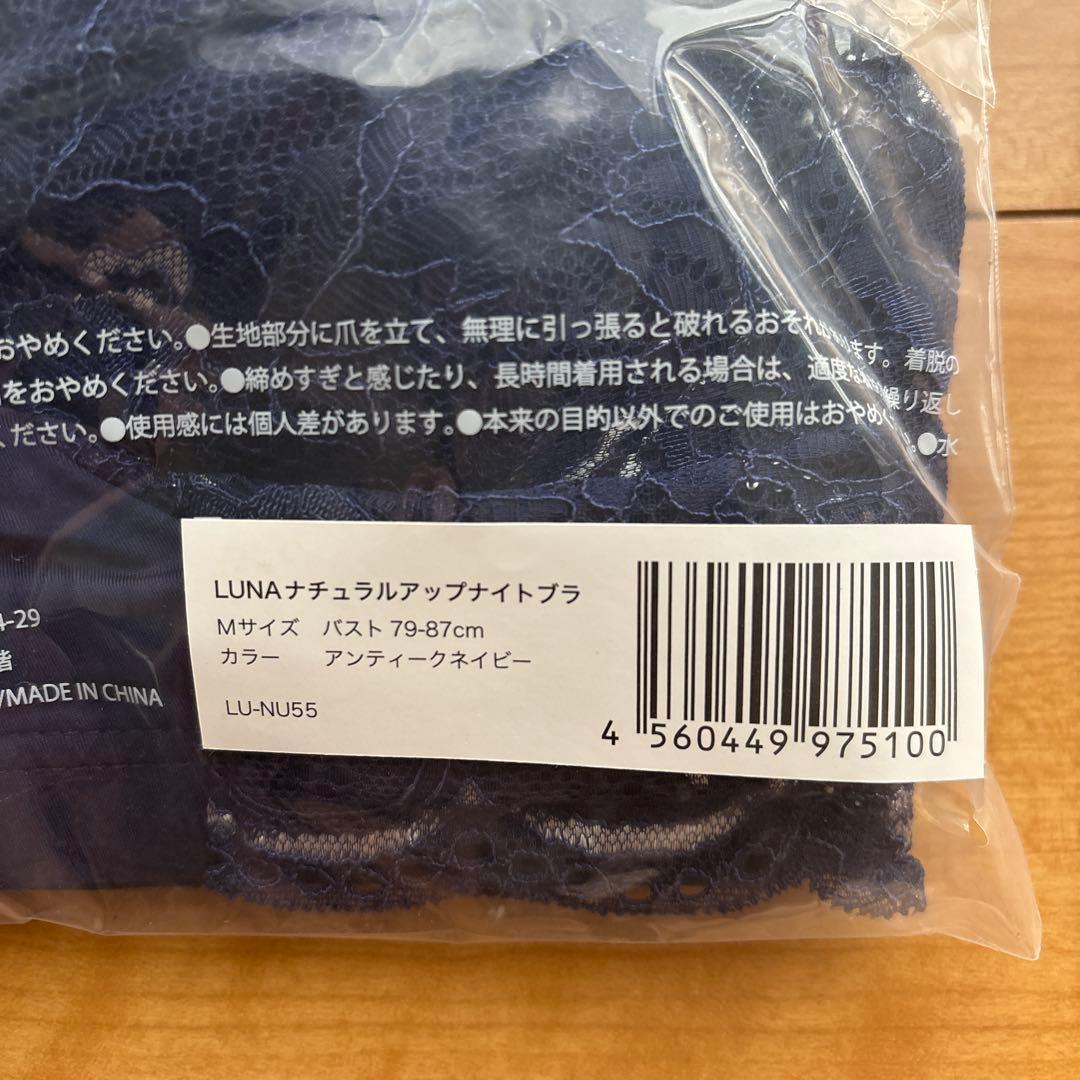 おやめください。●生地部分に爪を立て、無理に引っ張ると破れるおそれがあります。着脱の
をおやめください。●締めすぎと感じたり、長時間着用される場合は、適度な
繰り返し
ください。●使用感には個人差があります。●本来の目的以外でのご使用はおやめ
。●水
4-29
/MADE IN CHINA
LUNAナチュラルアップナイトブラ
Mサイズ バスト 79-87cm
カラー アンティークネイビー
LU-NU55
4 560449 975100